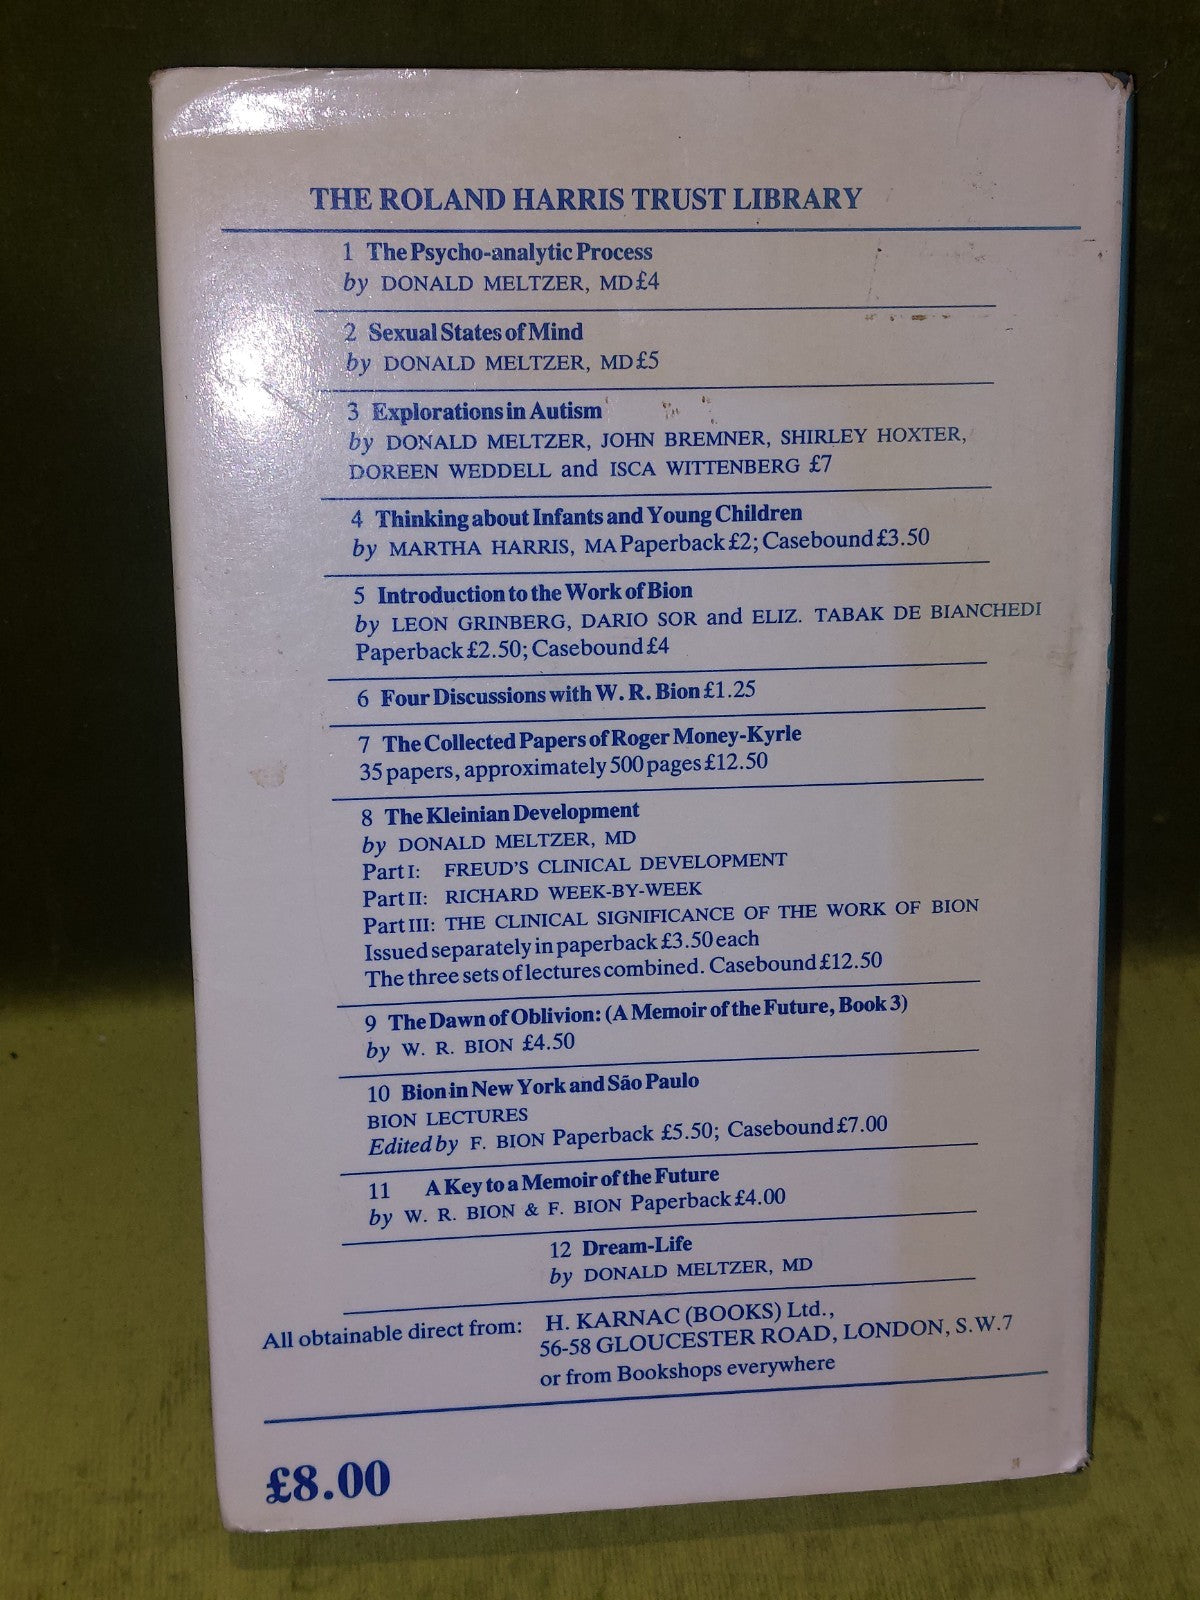 THE ROLAND HARRIS TRUST LIBRARY
1 The Psycho-analytic Process
by DONALD MELTZER, MD £4
2 Sexual States of Mind
by DONALD MELTZER, MD £5
3 Explorations in Autism
by DONALD MELTZER, JOHN BREMNER, SHIRLEY HOXTER,
DOREEN WEDDELL and ISCA WITTENBERG £7
4 Thinking about Infants and Young Children
by MARTHA HARRIS, MA Paperback £2; Casebound £3.50
5 Introduction to the Work of Bion
by LEON GRINBERG, DARIO SOR and ELIZ. TABAK DE BIANCHEDI
Paperback £2.50; Casebound £4
6 Four Discussions with W. R. Bion £1.25
7 The Collected Papers of Roger Money-Kyrle
35 papers, approximately 500 pages £12.50
8 The Kleinian Development
by DONALD MELTZER, MD
Part I: FREUD'S CLINICAL DEVELOPMENT
Part II: RICHARD WEEK-BY-WEEK
Part III: THE CLINICAL SIGNIFICANCE OF THE WORK OF BION
Issued separately in paperback £3.50 each
The three sets of lectures combined. Casebound £12.50
9 The Dawn of Oblivion: (A Memoir of the Future, Book 3)
by W. R. BION £4.50
10 Bion in New York and São Paulo
BION LECTURES
Edited by F. BION Paperback £5.50; Casebound £7.00
11 A Key to a Memoir of the Future
by W. R. BION & F. BION Paperback £4.00
12 Dream-Life
by DONALD MELTZER, MD
All obtainable direct from: H. KARNAC (BOOKS) Ltd.,
56-58 GLOUCESTER ROAD, LONDON, S.W.7
or from Bookshops everywhere
£8.00